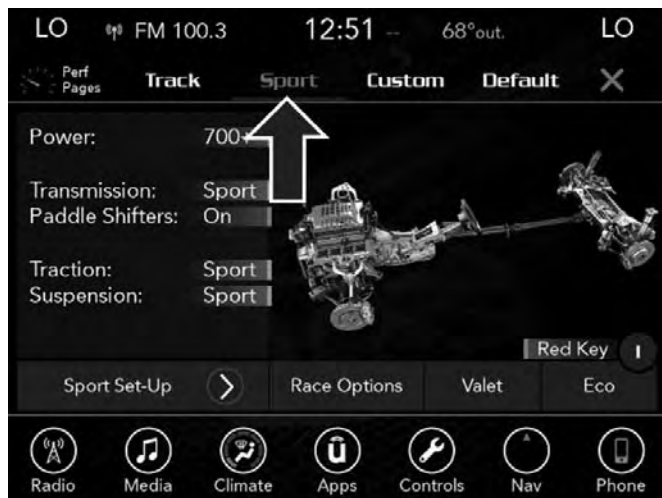 LO FM 100.3 12:51 -- 68°out. LO
Perf
Pages
Track Sport Custom Default X
Power: 700+
Transmission: Sport
Paddle Shifters: On
Traction: Sport
Suspension: Sport
Red Key
Sport Set-Up > Race Options Valet Eco
Radio Media Climate Apps Controls Nav Phone